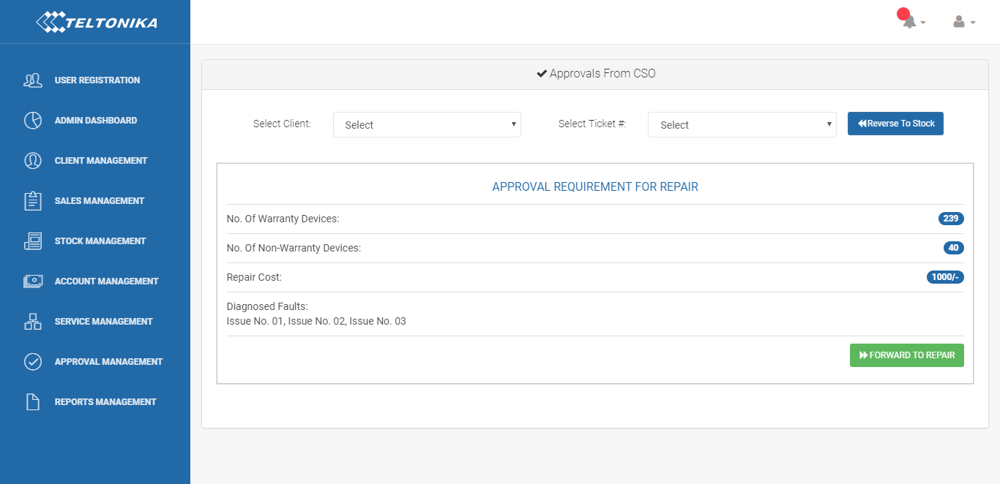 TELTONIKA
USER REGISTRATION
ADMIN DASHBOARD
CLIENT MANAGEMENT
SALES MANAGEMENT
STOCK MANAGEMENT
ACCOUNT MANAGEMENT
SERVICE MANAGEMENT
APPROVAL MANAGEMENT
REPORTS MANAGEMENT
Approvals From CSO
Select Client: Select Select Ticket #: Select Reverse To Stock
APPROVAL REQUIREMENT FOR REPAIR
No. Of Warranty Devices: 239
No. Of Non-Warranty Devices: 40
Repair Cost: 1000/-
Diagnosed Faults:
Issue No. 01, Issue No. 02, Issue No. 03
FORWARD TO REPAIR